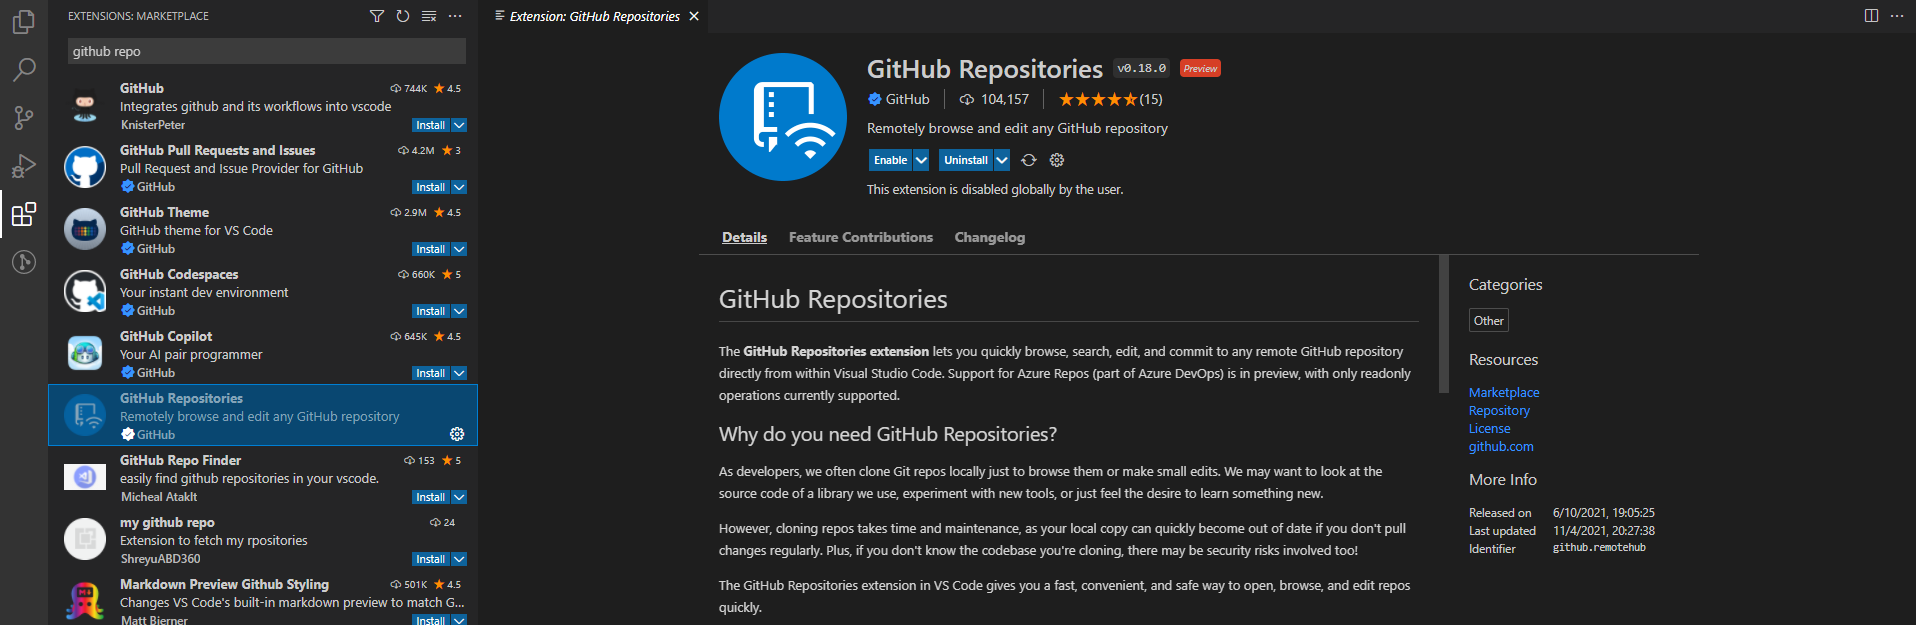 EXTENSIONS: MARKETPLACE
github repo
GitHub 744K 4.5
Integrates github and its workflows into vscode
KnisterPeter Install
GitHub Pull Requests and Issues 4.2M 3
Pull Request and Issue Provider for GitHub
GitHub Install
GitHub Theme 2.9M 4.5
GitHub theme for VS Code
GitHub Install
GitHub Codespaces 660K 5
Your instant dev environment
GitHub Install
GitHub Copilot 645K 4.5
Your AI pair programmer
GitHub Install
GitHub Repositories
Remotely browse and edit any GitHub repository
GitHub
GitHub Repo Finder 153 5
easily find github repositories in your vscode.
Micheal Ataklt Install
my github repo 24
Extension to fetch my rpositories
ShreyuABD360 Install
Markdown Preview Github Styling 501K 4.5
Changes VS Code's built-in markdown preview to match G...
Matt Bierner Install
Extension: GitHub Repositories
GitHub Repositories v0.18.0 Preview
GitHub 104,157 (15)
Remotely browse and edit any GitHub repository
Enable Uninstall
This extension is disabled globally by the user.
Details Feature Contributions Changelog
GitHub Repositories
The GitHub Repositories extension lets you quickly browse, search, edit, and commit to any remote GitHub repository
directly from within Visual Studio Code. Support for Azure Repos (part of Azure DevOps) is in preview, with only readonly
operations currently supported.
Why do you need GitHub Repositories?
As developers, we often clone Git repos locally just to browse them or make small edits. We may want to look at the
source code of a library we use, experiment with new tools, or just feel the desire to learn something new.
However, cloning repos takes time and maintenance, as your local copy can quickly become out of date if you don't pull
changes regularly. Plus, if you don't know the codebase you're cloning, there may be security risks involved too!
The GitHub Repositories extension in VS Code gives you a fast, convenient, and safe way to open, browse, and edit repos
quickly.
Categories
Other
Resources
Marketplace
Repository
License
github.com
More Info
Released on 6/10/2021, 19:05:25
Last updated 11/4/2021, 20:27:38
Identifier github.remotehub